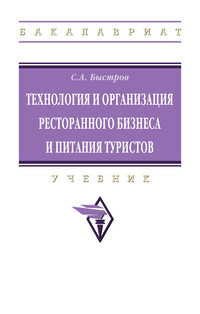 БАКАЛАВРИАТ
С.А. Быстров
ТЕХНОЛОГИЯ И ОРГАНИЗАЦИЯ
РЕСТОРАННОГО БИЗНЕСА
И ПИТАНИЯ ТУРИСТОВ
УЧЕБНИК